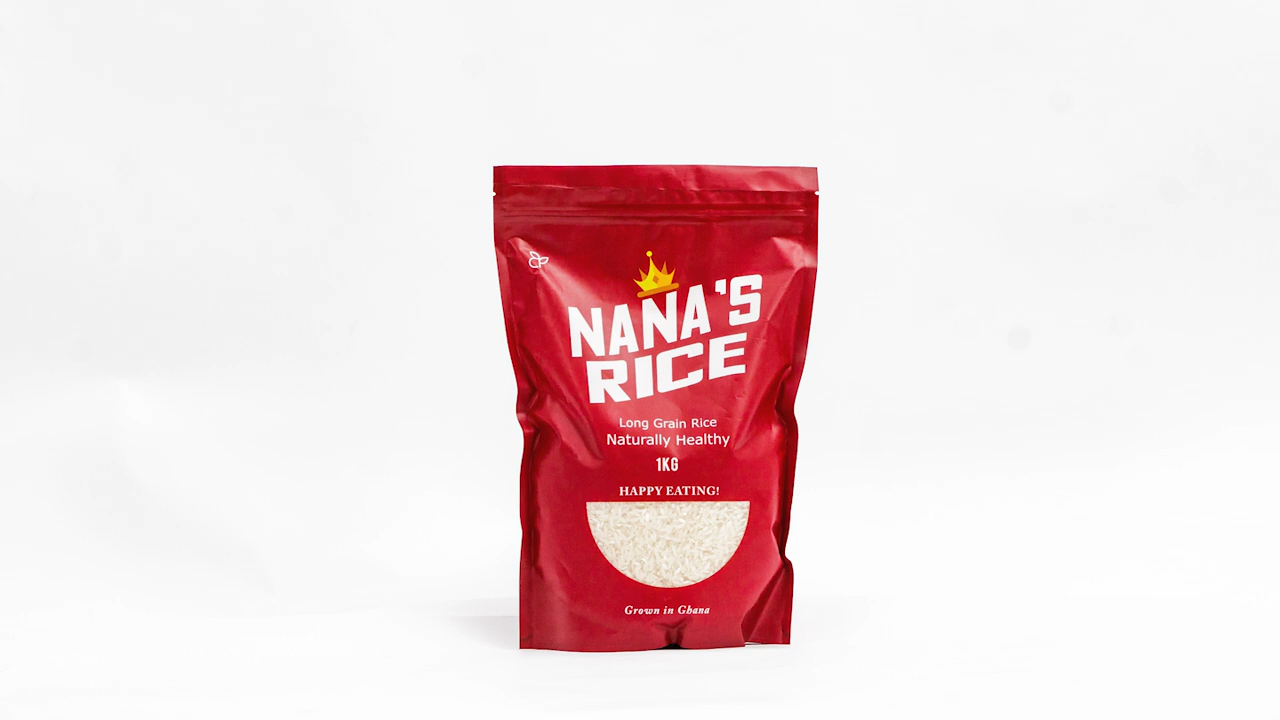 NANA'S
RICE
Long Grain Rice
Naturally Healthy
1KG
HAPPY EATING!
Grown in Ghana